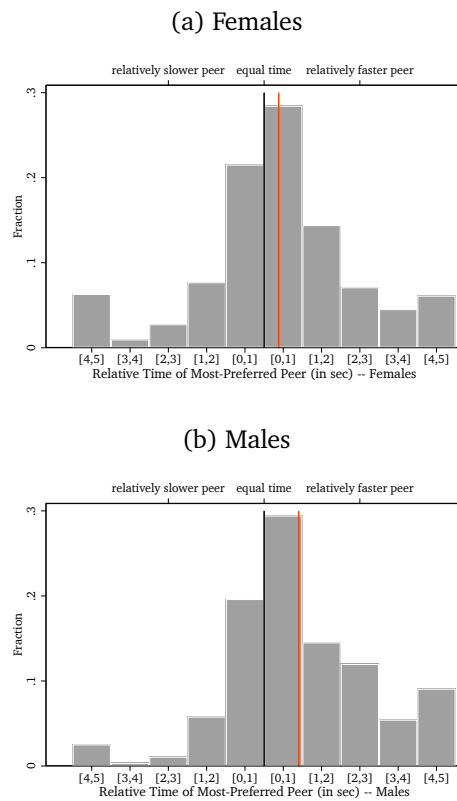 (a) Females
relatively slower peer equal time relatively faster peer
.3
.2
.1
0
Fraction
[4,5] [3,4] [2,3] [1,2] [0,1] [0,1] [1,2] [2,3] [3,4] [4,5]
Relative Time of Most-Preferred Peer (in sec) -- Females
(b) Males
relatively slower peer equal time relatively faster peer
.3
.2
.1
0
Fraction
[4,5] [3,4] [2,3] [1,2] [0,1] [0,1] [1,2] [2,3] [3,4] [4,5]
Relative Time of Most-Preferred Peer (in sec) -- Males